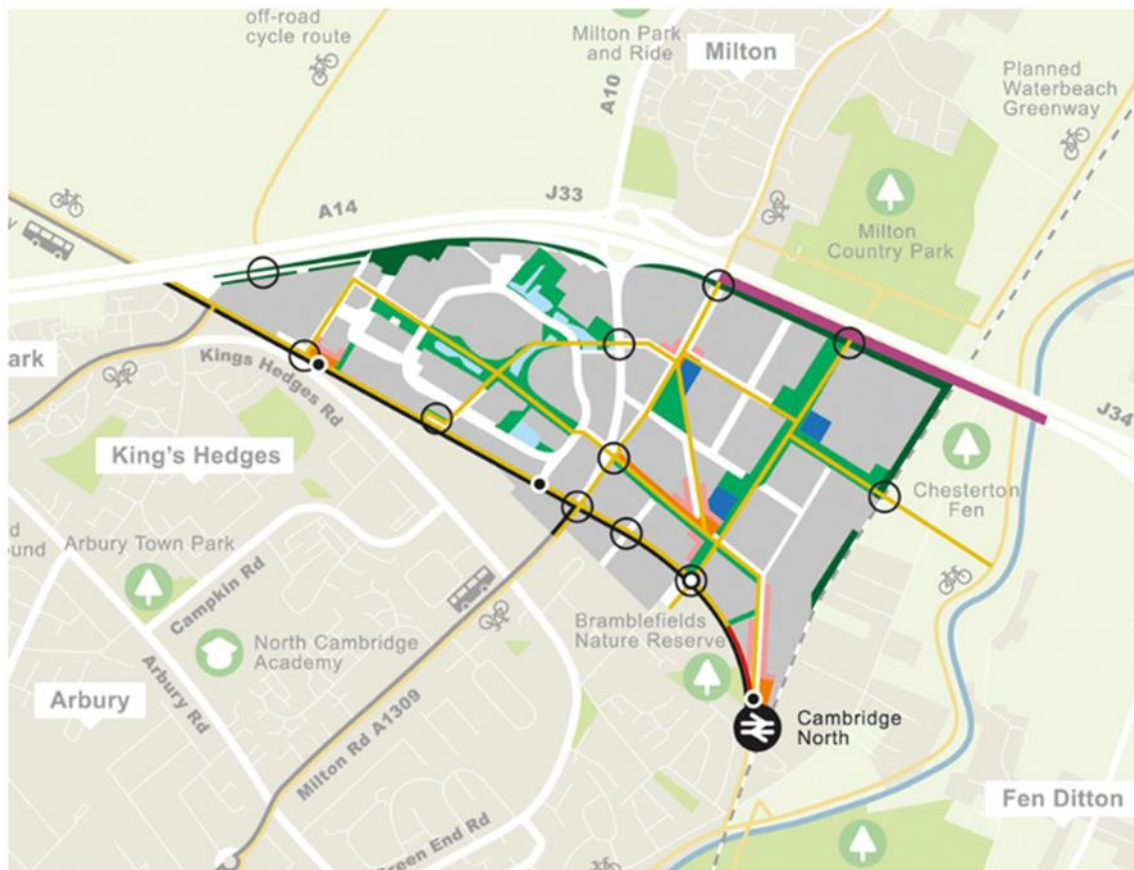 off-road
cycle route
Milton Park
and Ride
A10
Milton
Planned
Waterbeach
Greenway
A14
J33
Milton
Country Park
ark
Kings Hedges Rd
J34
King's Hedges
Chesterton
Fen
Arbury Town Park
Campkin Rd
Bramblefields
Nature Reserve
North Cambridge
Academy
Arbury
Arbury Rd
Milton Rd A1309
Cambridge
North
Fen Ditton
Green End Rd